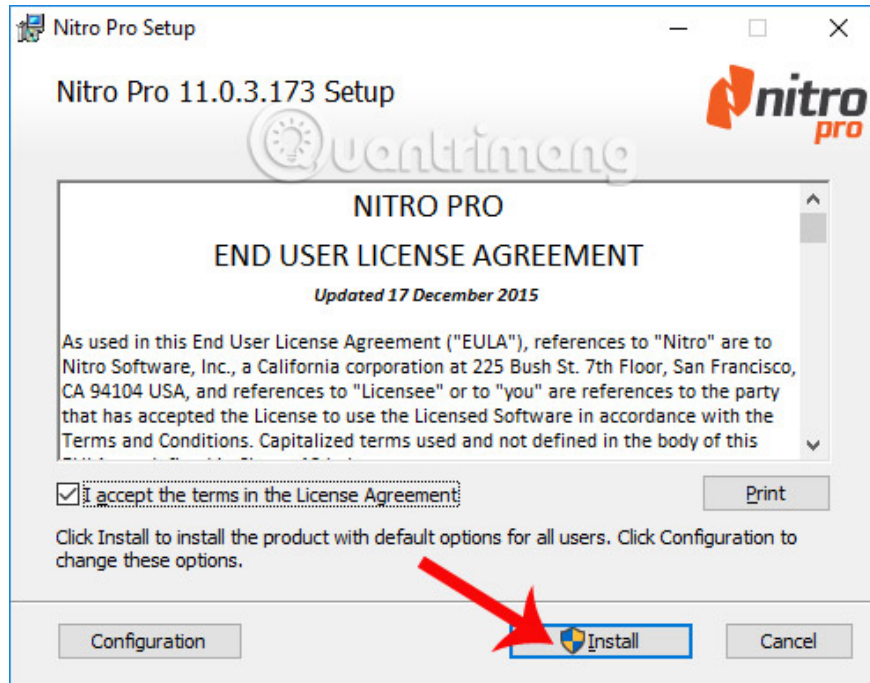 Nitro Pro Setup
Nitro Pro 11.0.3.173 Setup
nitro
pro
Quantrimang
NITRO PRO
END USER LICENSE AGREEMENT
Updated 17 December 2015
As used in this End User License Agreement ("EULA"), references to "Nitro" are to
Nitro Software, Inc., a California corporation at 225 Bush St. 7th Floor, San Francisco,
CA 94104 USA, and references to "Licensee" or to "you" are references to the party
that has accepted the License to use the Licensed Software in accordance with the
Terms and Conditions. Capitalized terms used and not defined in the body of this
I accept the terms in the License Agreement
Print
Click Install to install the product with default options for all users. Click Configuration to
change these options.
Configuration
Install
Cancel